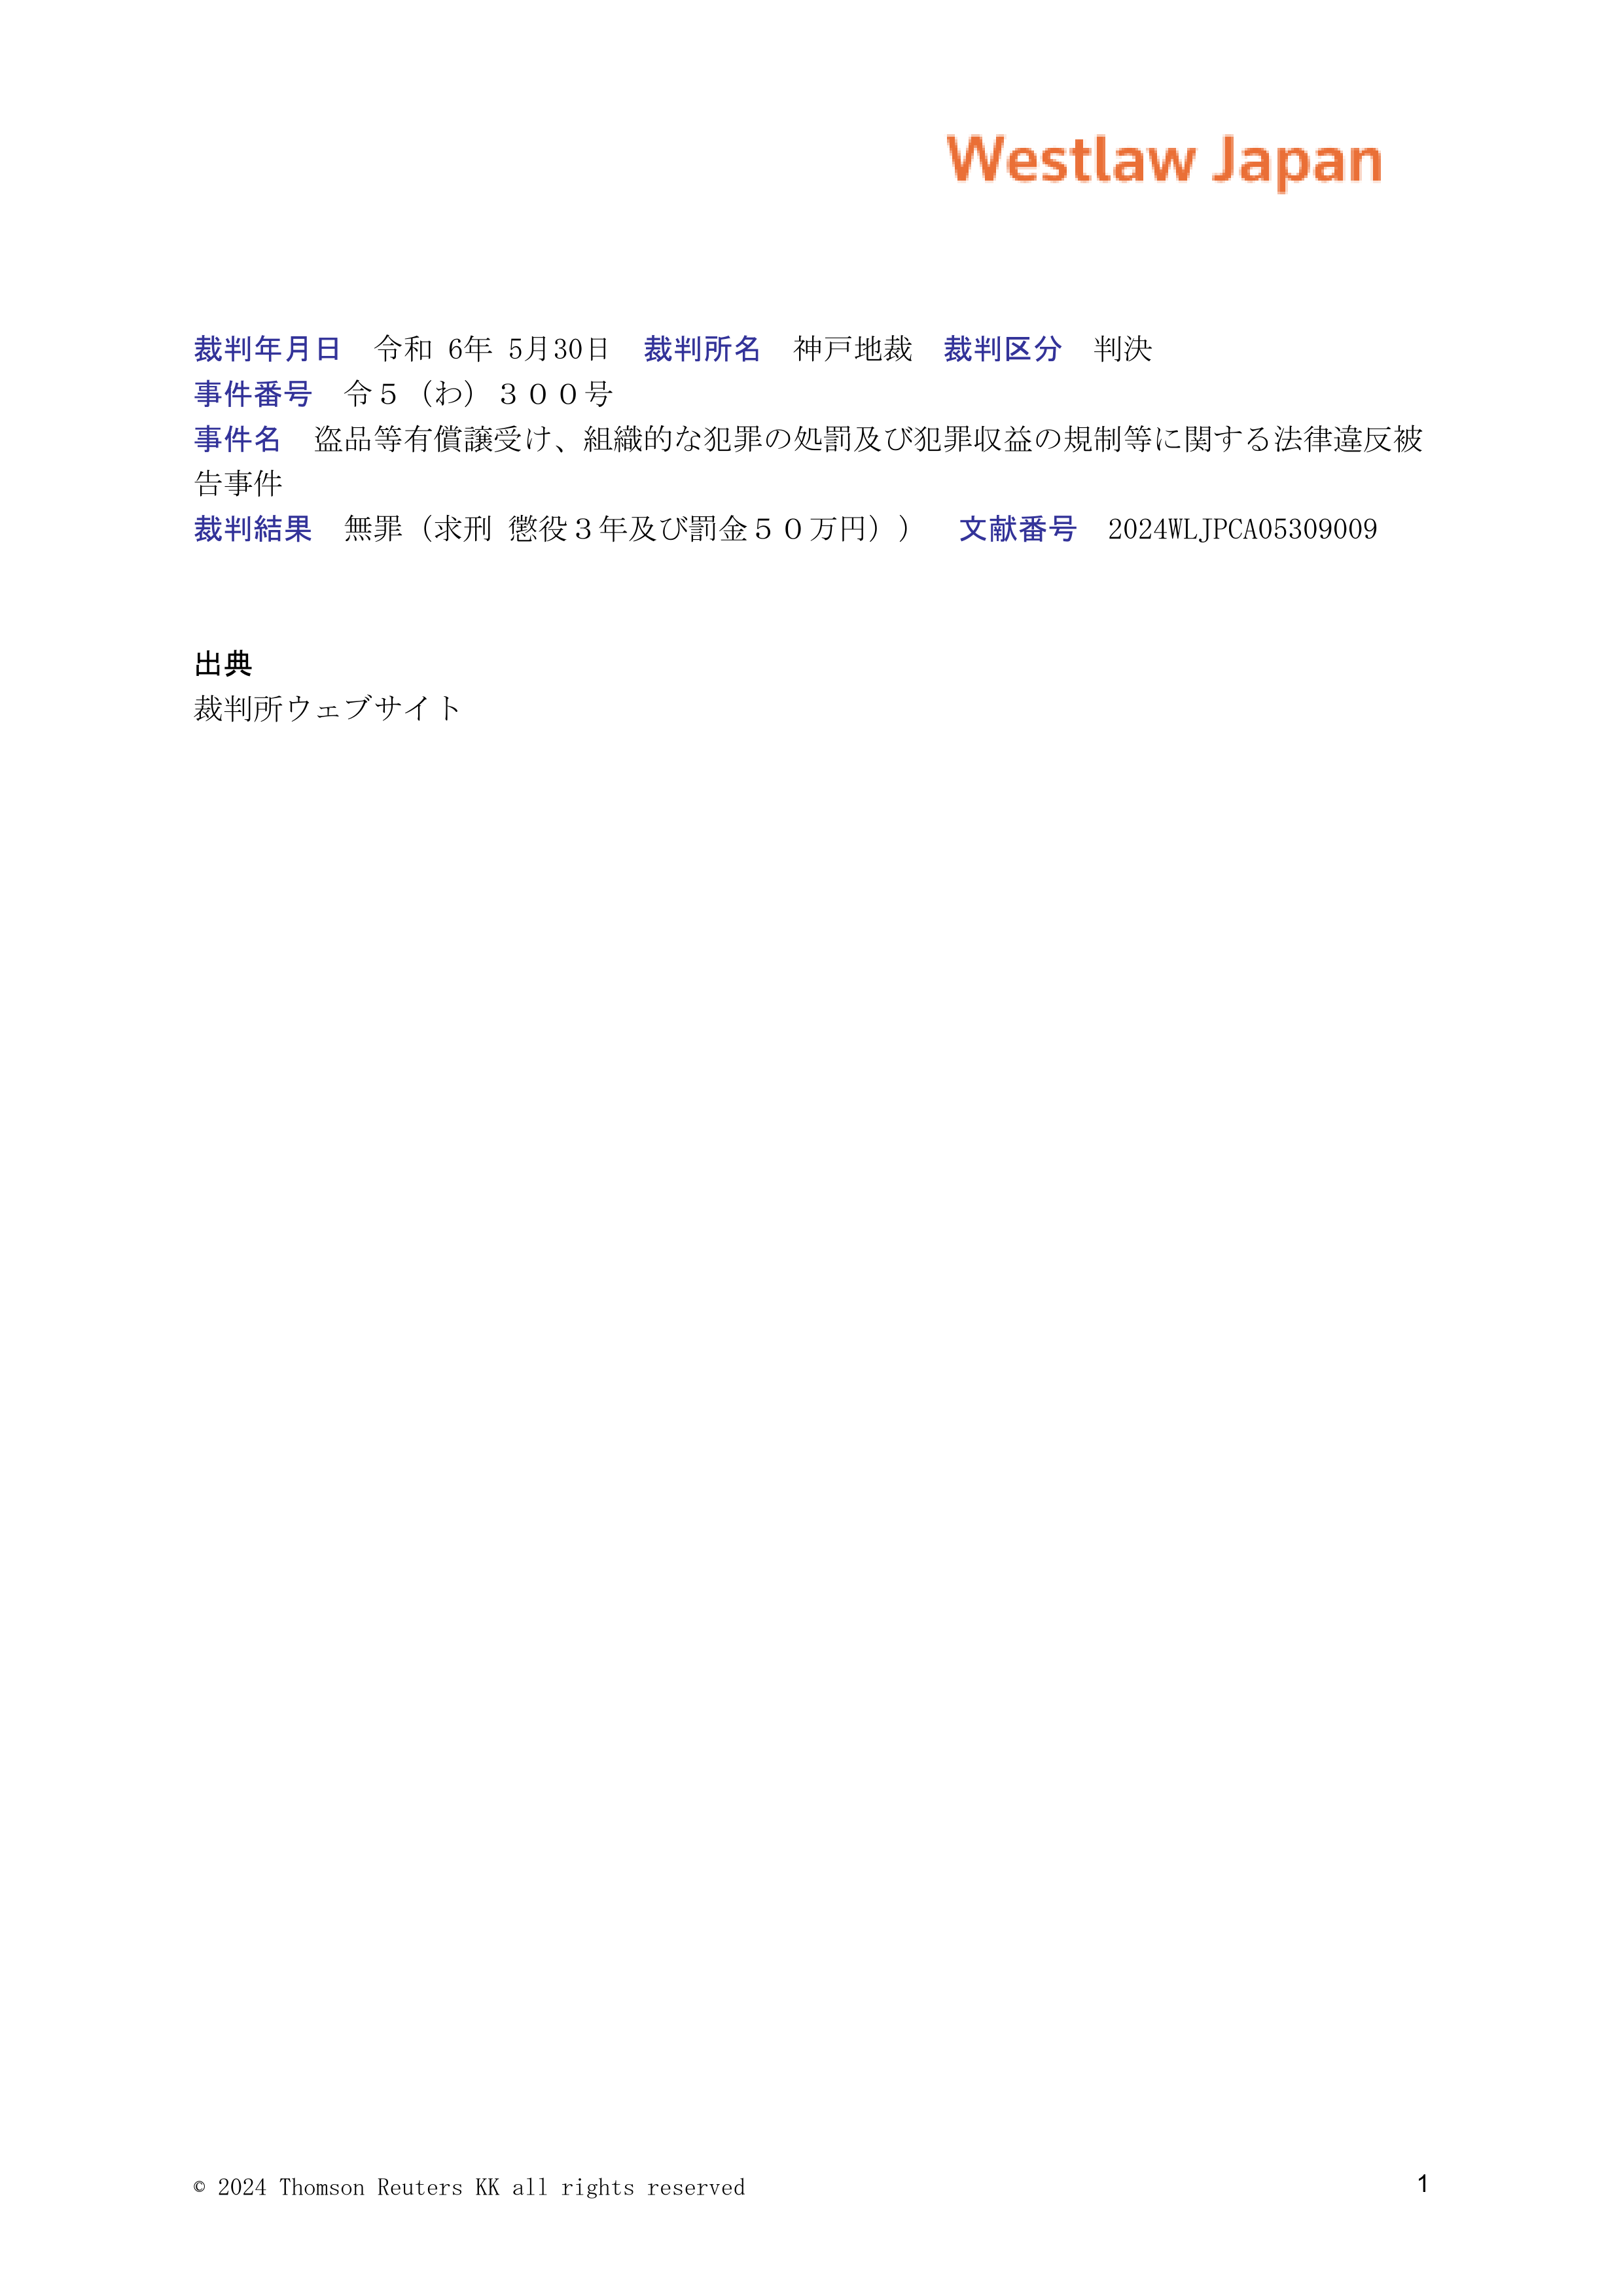 Westlaw Japan
裁判年月日　令和 6年 5月30日　裁判所名　神戸地裁　裁判区分　判決
事件番号　令５（わ）３００号
事件名　盗品等有償譲受け、組織的な犯罪の処罰及び犯罪収益の規制等に関する法律違反被
告事件
裁判結果　無罪（求刑 懲役３年及び罰金５０万円））　文献番号　2024WLJPCA05309009
出典
裁判所ウェブサイト
© 2024 Thomson Reuters KK all rights reserved 1